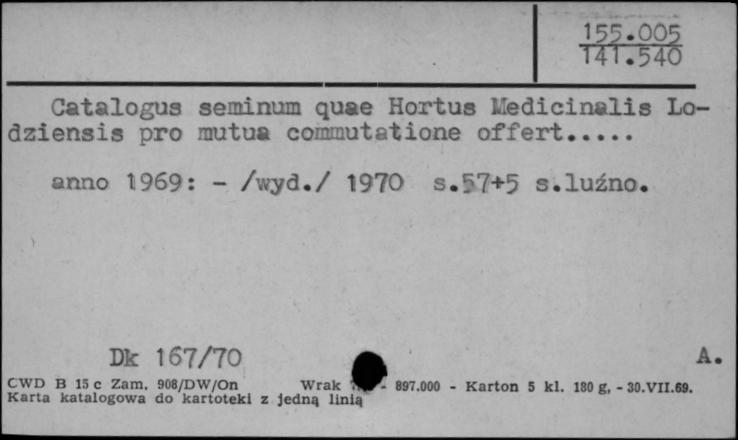 155.005
141.540
Catalogus seminum quae Hortus Medicinalis Lo-
dziensis pro mutua commutatione offert.....
anno 1969: - /wyd./ 1970 s.57+5 s.luźno.
Dk 167/70 A.
CWD B 15 c Zam. 908/DW/On Wrak - 897.000 - Karton 5 kl. 180 g, - 30.VII.69.
Karta katalogowa do kartoteki z jedną linią